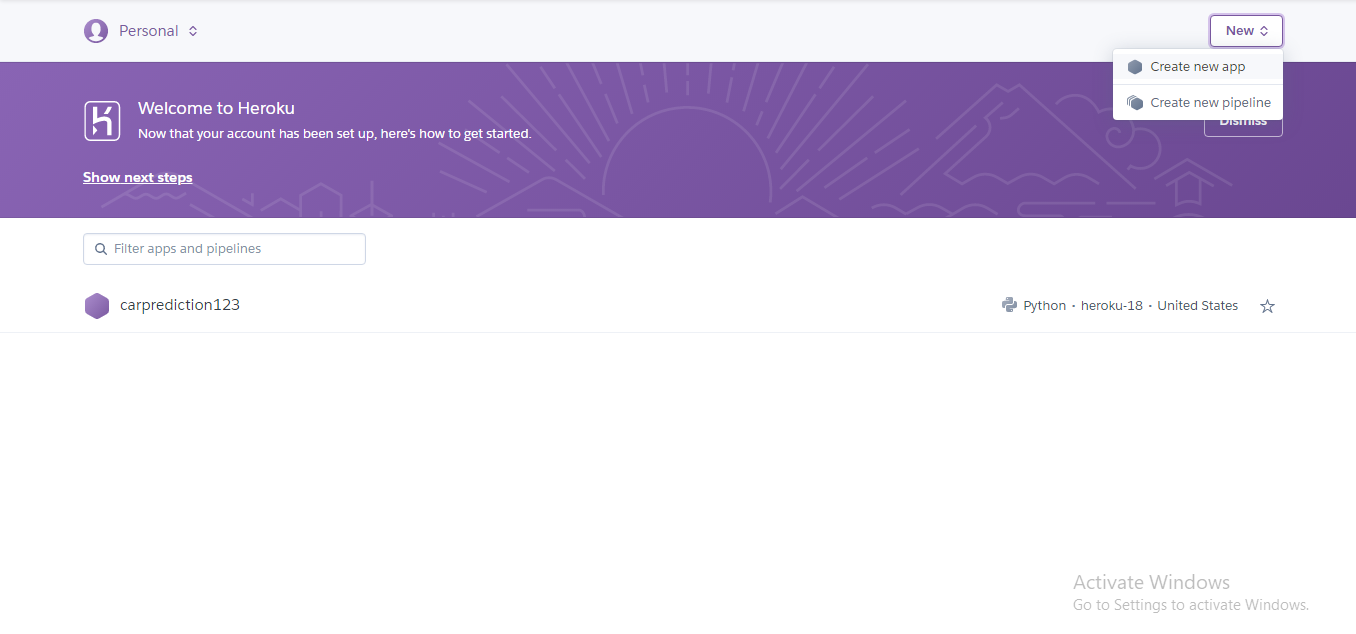 Personal
New
Create new app
Create new pipeline
Dismiss
Welcome to Heroku
Now that your account has been set up, here's how to get started.
Show next steps
Filter apps and pipelines
carprediction123
Python · heroku-18 · United States
Activate Windows
Go to Settings to activate Windows.